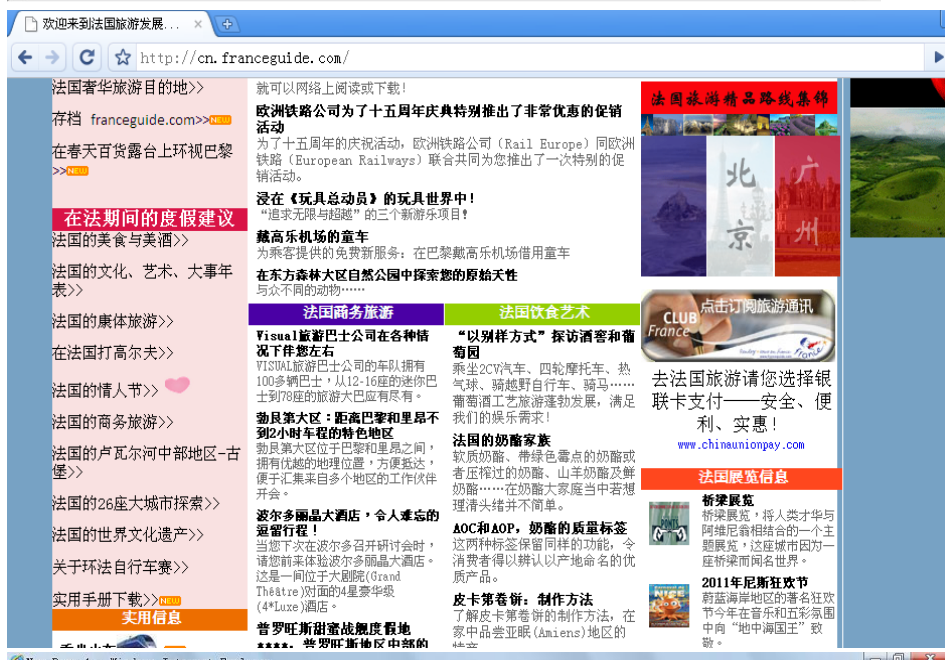 欢迎来到法国旅游发展...
http://cn.franceguide.com/
法国奢华旅游目的地>>
存档 franceguide.com>>NEW
在春天百货露台上环视巴黎
>>NEW
在法期间的度假建议
法国的美食与美酒>>
法国的文化、艺术、大事年
表>>
法国的康体旅游>>
在法国打高尔夫>>
法国的情人节>>
法国的商务旅游>>
法国的卢瓦尔河中部地区-古
堡>>
法国的26座大城市探索>>
法国的世界文化遗产>>
关于环法自行车赛>>
实用手册下载>>NEW
实用信息
就可以网络上阅读或下载!
欧洲铁路公司为了十五周年庆典特别推出了非常优惠的促销
活动
为了十五周年的庆祝活动，欧洲铁路公司（Rail Europe）同欧洲
铁路（European Railways）联合共同为您推出了一次特别的促
销活动。
浸在《玩具总动员》的玩具世界中！
“追求无限与超越”的三个新游乐项目!
戴高乐机场的童车
为乘客提供的免费新服务: 在巴黎戴高乐机场借用童车
在东方森林大区自然公园中探索您的原始天性
与众不同的动物……
法国商务旅游
Visual旅游巴士公司在各种情
况下伴您左右
VISUAL旅游巴士公司的车队拥有
100多辆巴士，从12-16座的迷你巴
士到78座的旅游大巴应有尽有。
勃艮第大区：距离巴黎和里昂不
到2小时车程的特色地区
勃艮第大区位于巴黎和里昂之间，
拥有优越的地理位置，方便抵达，
便于汇集来自多个地区的工作伙伴
开会。
波尔多丽晶大酒店，令人难忘的
逗留行程！
当您下次在波尔多召开研讨会时，
请您前来体验波尔多丽晶大酒店。
这是一间位于大剧院(Grand
Théâtre)对面的4星豪华级
(4*Luxe)酒店。
普罗旺斯甜蜜战舰度假地
****: 普罗旺斯地区中部的
法国饮食艺术
“以别样方式”探访酒窖和葡
萄园
乘坐2CV汽车、四轮摩托车、热
气球、骑越野自行车、骑马……
葡萄酒工艺旅游蓬勃发展，满足
我们的娱乐需求!
法国的奶酪家族
软质奶酪、带绿色霉点的奶酪或
者压榨过的奶酪、山羊奶酪及鲜
奶酪……在奶酪大家庭当中若想
理清头绪并不简单。
AOC和AOP，奶酪的质量标签
这两种标签保留同样的功能，令
消费者得以辨认以产地命名的优
质产品。
皮卡第卷饼: 制作方法
了解皮卡第卷饼的制作方法，在
家中品尝亚眠(Amiens)地区的
特产
法国旅游精品路线集锦
北京
广州
点击订阅旅游通讯
CLUB
France
去法国旅游请您选择银
联卡支付——安全、便
利、实惠!
www.chinaunionpay.com
法国展览信息
桥梁展览
桥梁展览，将人类才华与
阿维尼翁相结合的一个主
题展览，这座城市因为一
座桥梁而闻名世界。
PONTS
2011年尼斯狂欢节
蔚蓝海岸地区的著名狂欢
节今年在音乐和五彩氛围
中向“地中海国王”致
敬。
NICE